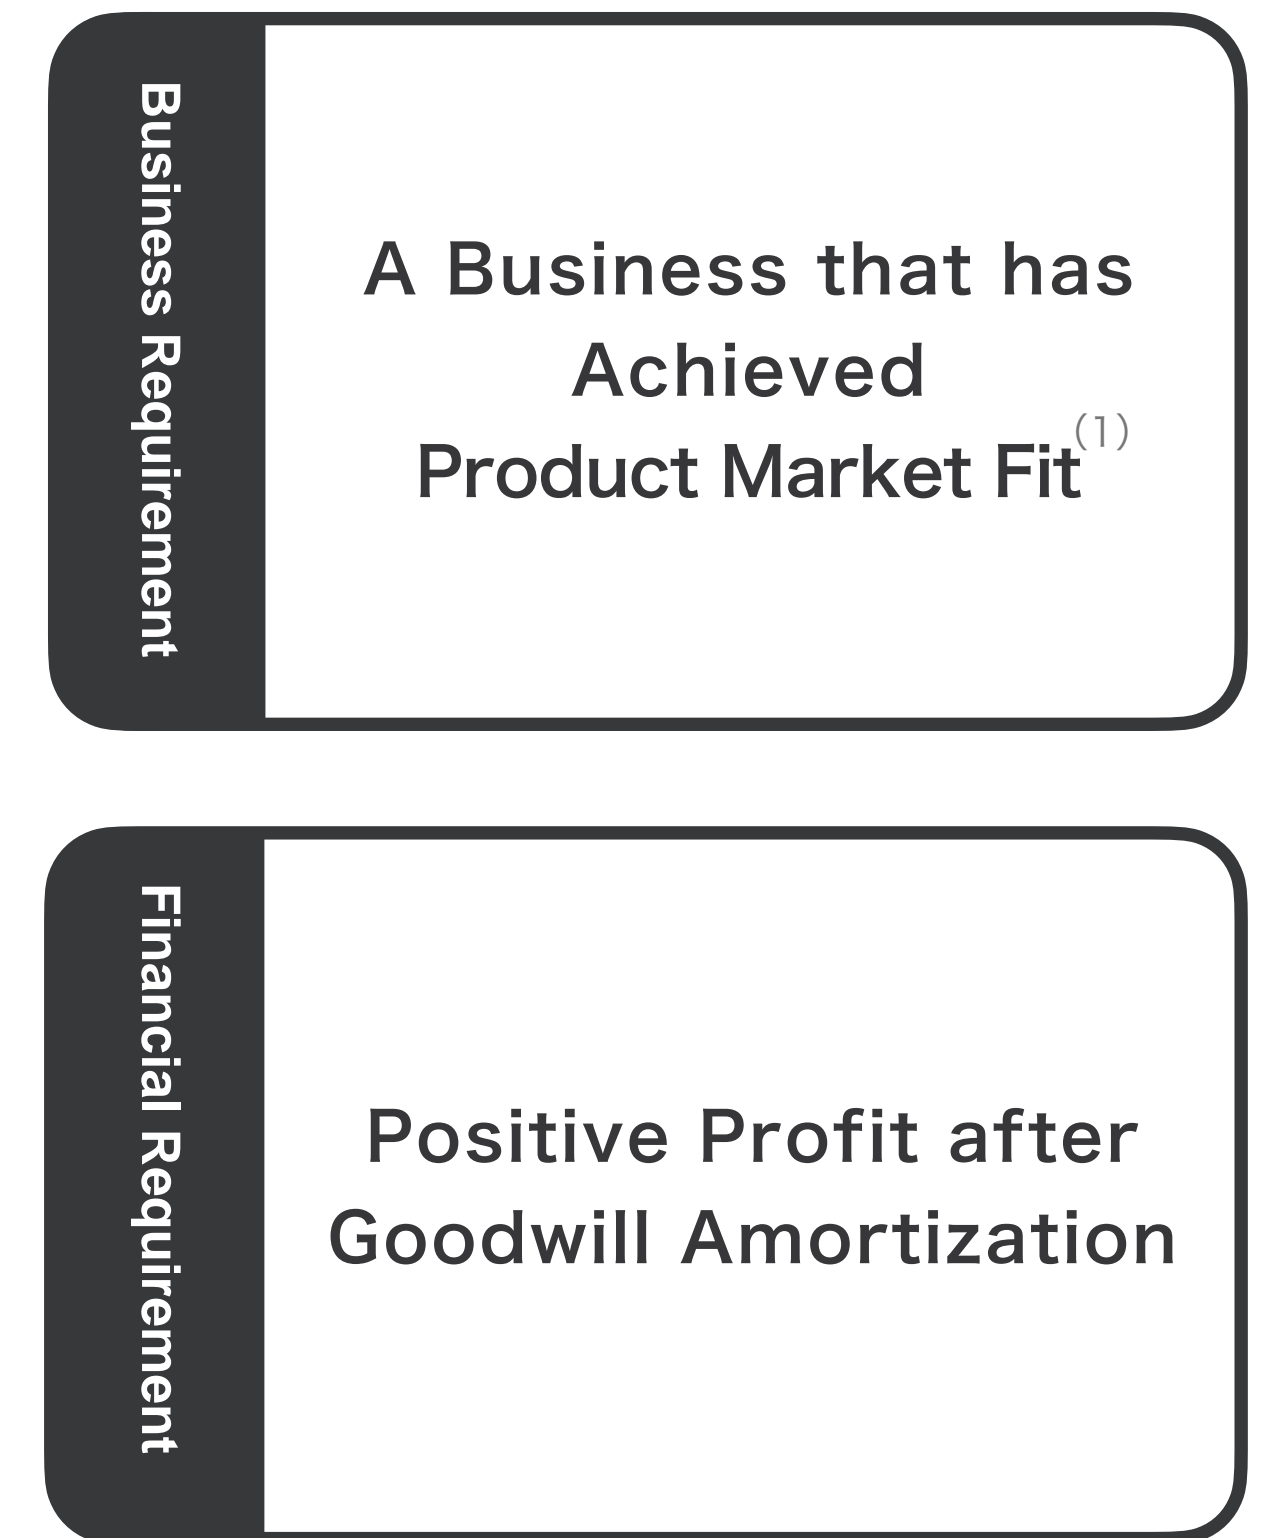 Business Requirement
A Business that has
Achieved
Product Market Fit(1)
Financial Requirement
Positive Profit after
Goodwill Amortization